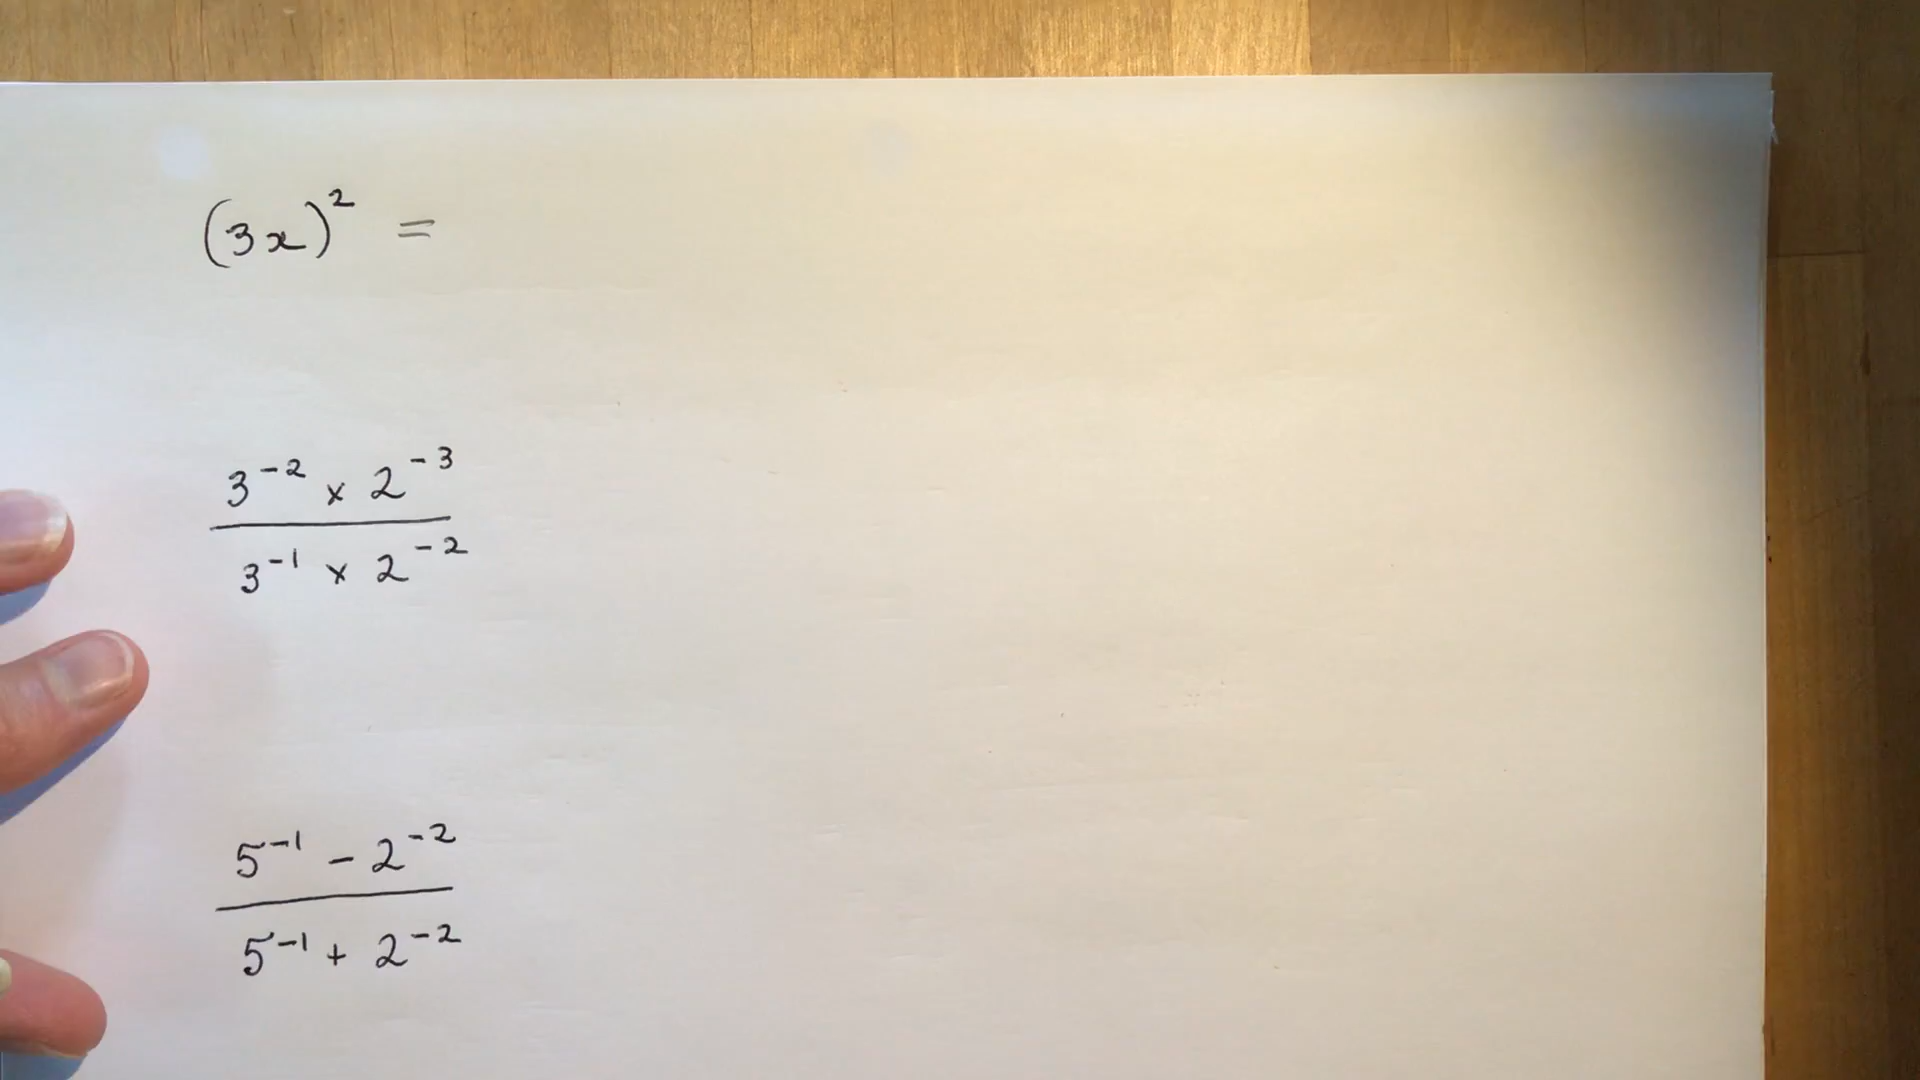 (3x)² =
3⁻² × 2⁻³
3⁻¹ × 2⁻²
5⁻¹ - 2⁻²
5⁻¹ + 2⁻²